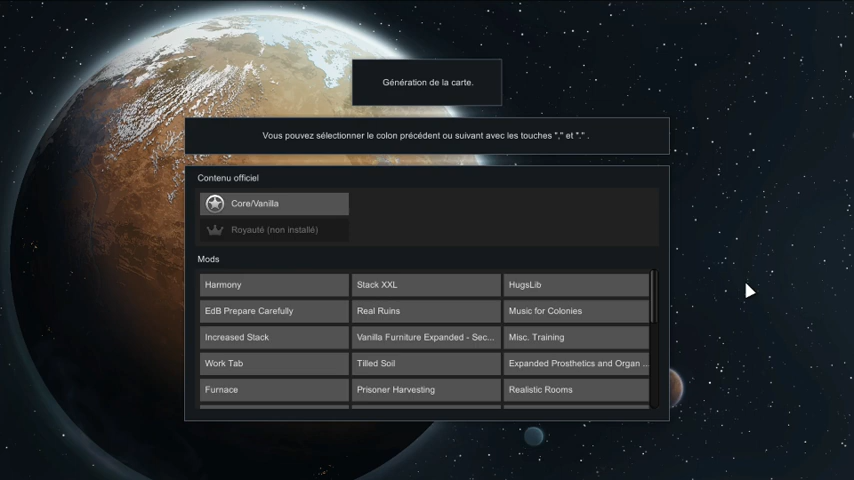 Génération de la carte.
Vous pouvez sélectionner le colon précédent ou suivant avec les touches "," et "." .
Contenu officiel
Core/Vanilla
Royauté (non installé)
Mods
Harmony
Stack XXL
HugsLib
EdB Prepare Carefully
Real Ruins
Music for Colonies
Increased Stack
Vanilla Furniture Expanded - Sec...
Misc. Training
Work Tab
Tilled Soil
Expanded Prosthetics and Organ ...
Furnace
Prisoner Harvesting
Realistic Rooms